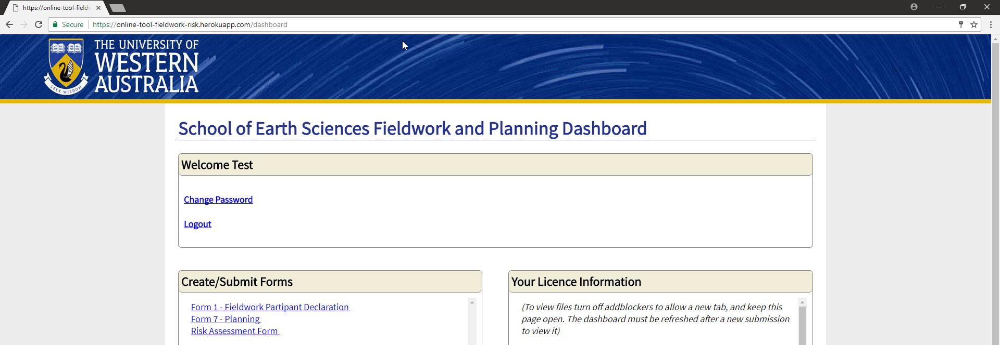 https://online-tool-fieldw
Secure
https://online-tool-fieldwork-risk.herokuapp.com/dashboard
THE UNIVERSITY OF
WESTERN
AUSTRALIA
SEEK WISDOM
School of Earth Sciences Fieldwork and Planning Dashboard
Welcome Test
Change Password
Logout
Create/Submit Forms
Form 1 - Fieldwork Partipant Declaration
Form 7 - Planning
Risk Assessment Form
Your Licence Information
(To view files turn off addblockers to allow a new tab, and keep this
page open. The dashboard must be refreshed after a new submission
to view it)